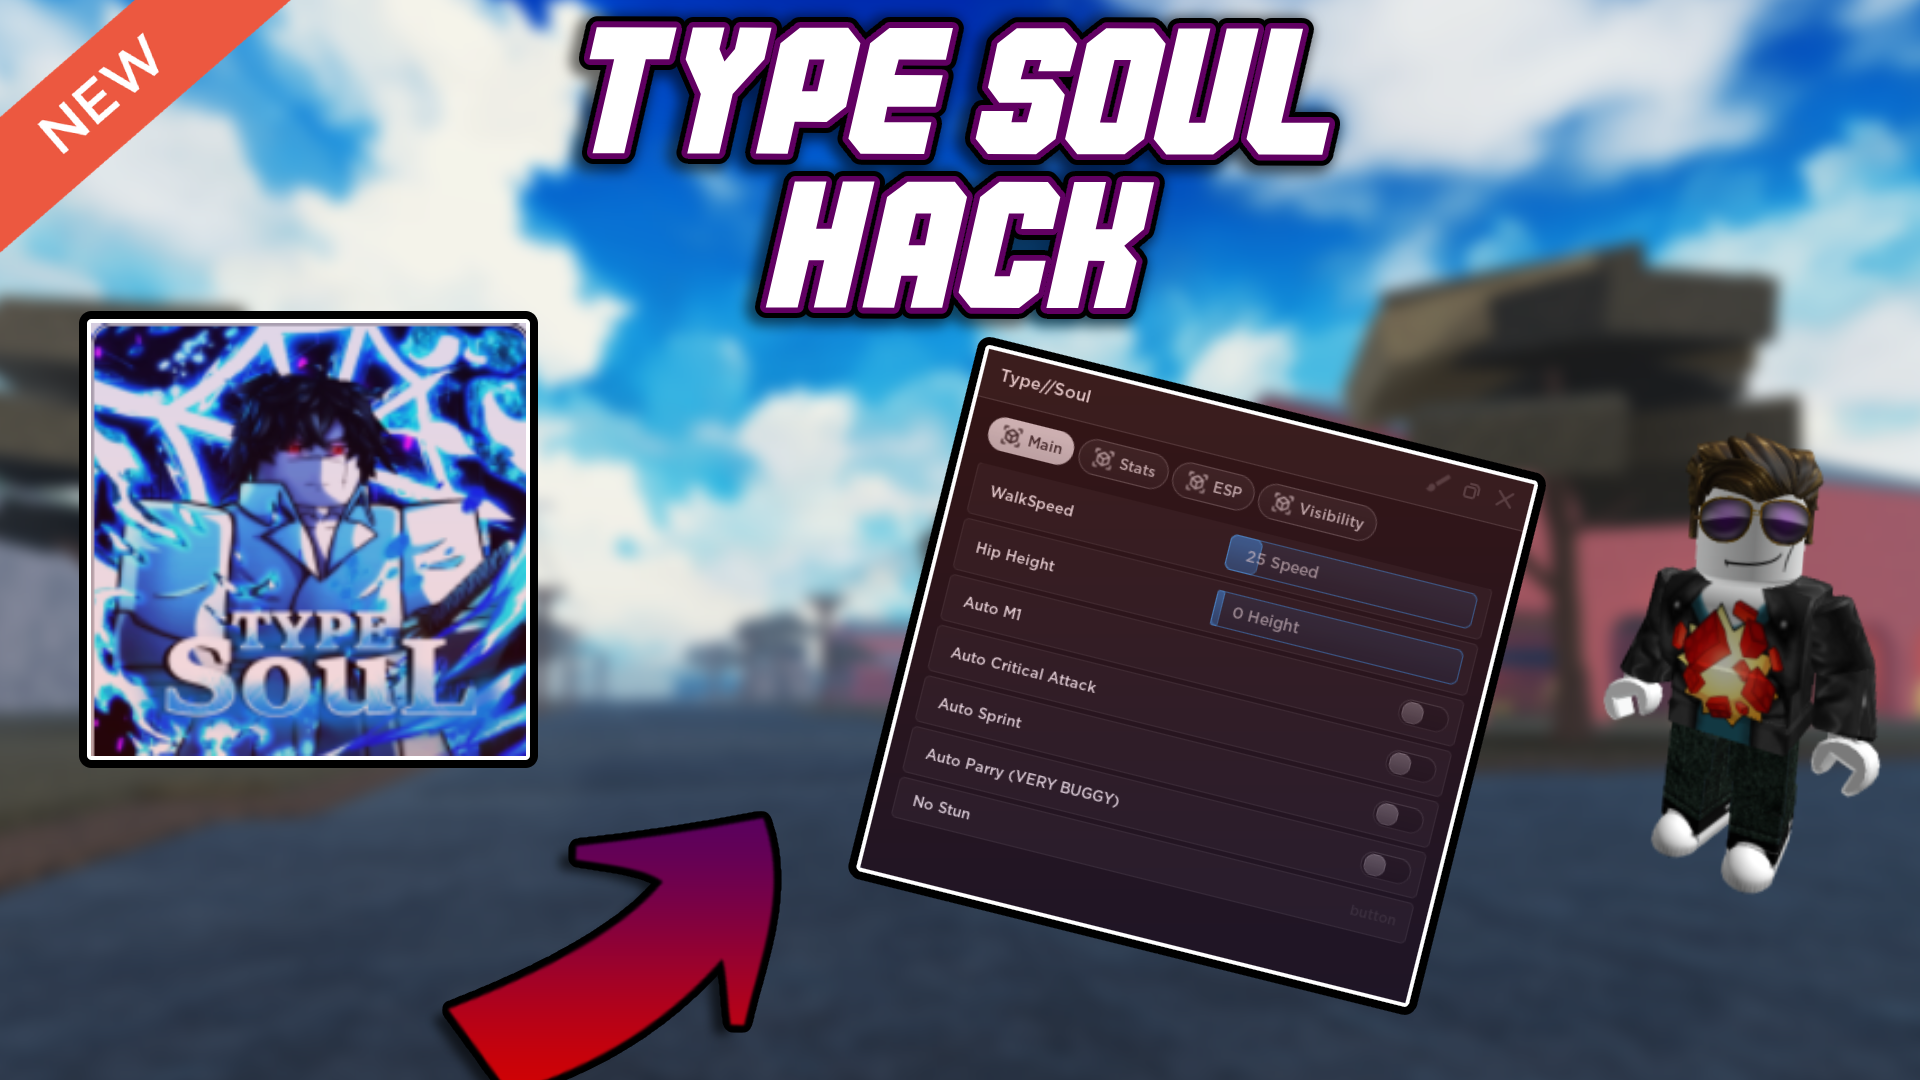 NEW
TYPE SOUL
HACK
TYPE
SouL
Type//Soul
Main
Stats
ESP
Visibility
WalkSpeed
25 Speed
Hip Height
0 Height
Auto M1
Auto Critical Attack
Auto Sprint
Auto Parry (VERY BUGGY)
No Stun
button